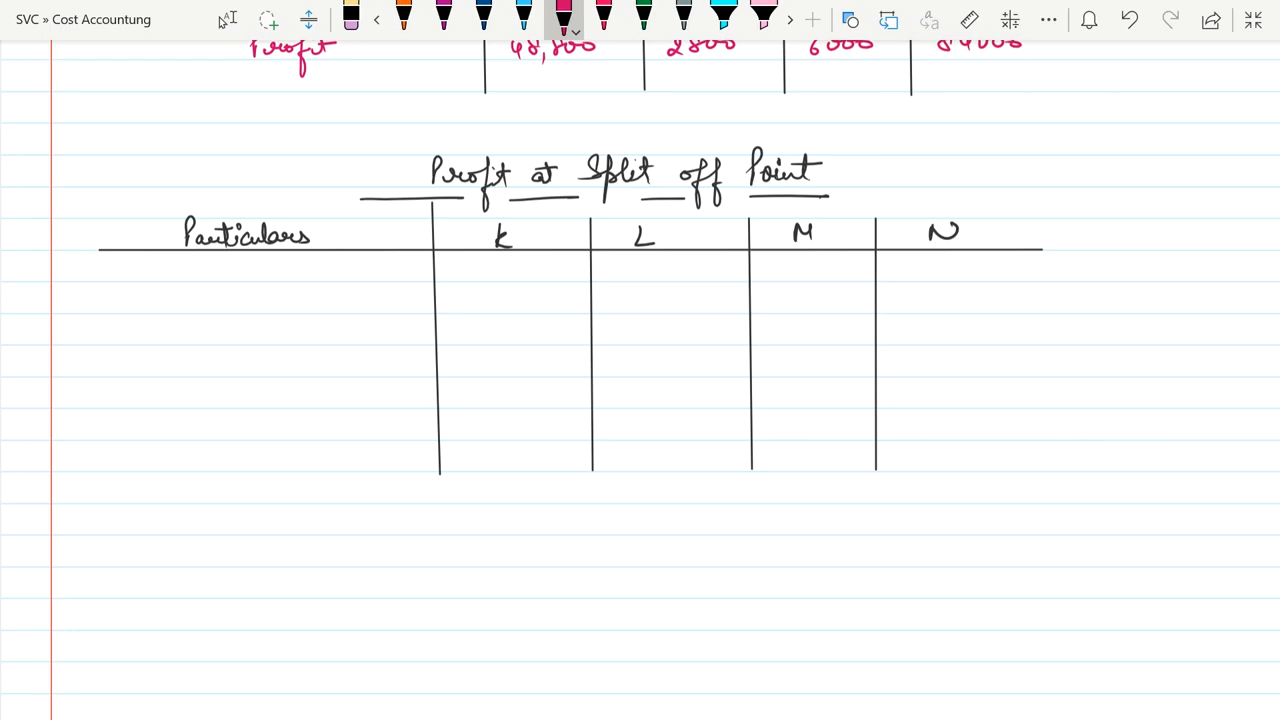 SVC » Cost Accountung
Profit 48,800 2800 6000
Profit at Split off Point
Particulars K L M N